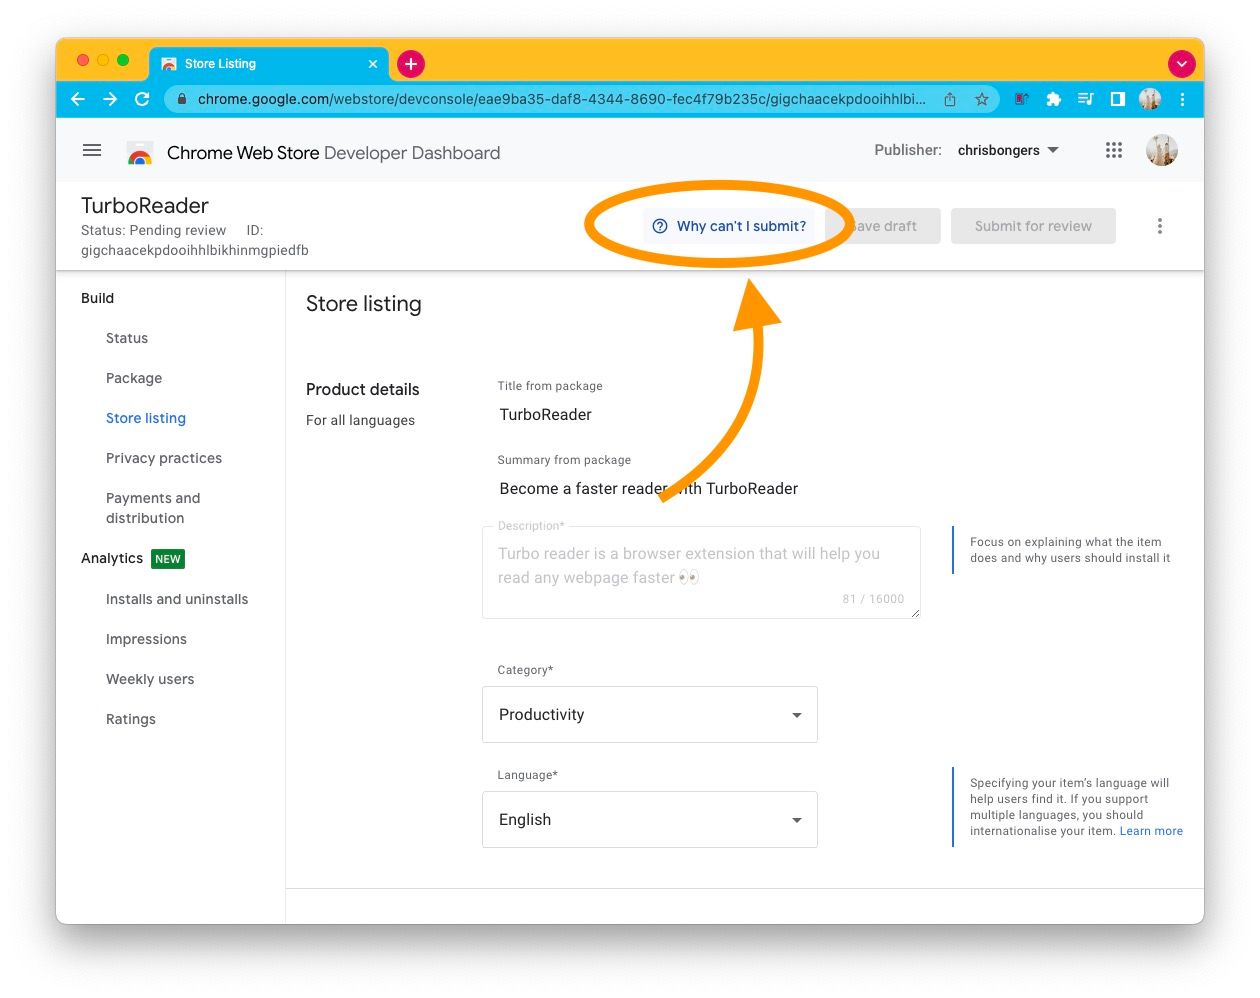 Store Listing
chrome.google.com/webstore/devconsole/eae9ba35-daf8-4344-8690-fec4f79b235c/gigchaacekpdooihhlbi...
Chrome Web Store Developer Dashboard
Publisher: chrisbongers
TurboReader
Status: Pending review ID:
gigchaacekpdooihhlbikhinmgpiedfb
Why can't I submit?
ave draft
Submit for review
Build
Status
Package
Store listing
Privacy practices
Payments and
distribution
Analytics NEW
Installs and uninstalls
Impressions
Weekly users
Ratings
Store listing
Product details
For all languages
Title from package
TurboReader
Summary from package
Become a faster reader with TurboReader
Description*
Turbo reader is a browser extension that will help you
read any webpage faster 👀
81 / 16000
Focus on explaining what the item
does and why users should install it
Category*
Productivity
Language*
English
Specifying your item's language will
help users find it. If you support
multiple languages, you should
internationalise your item. Learn more